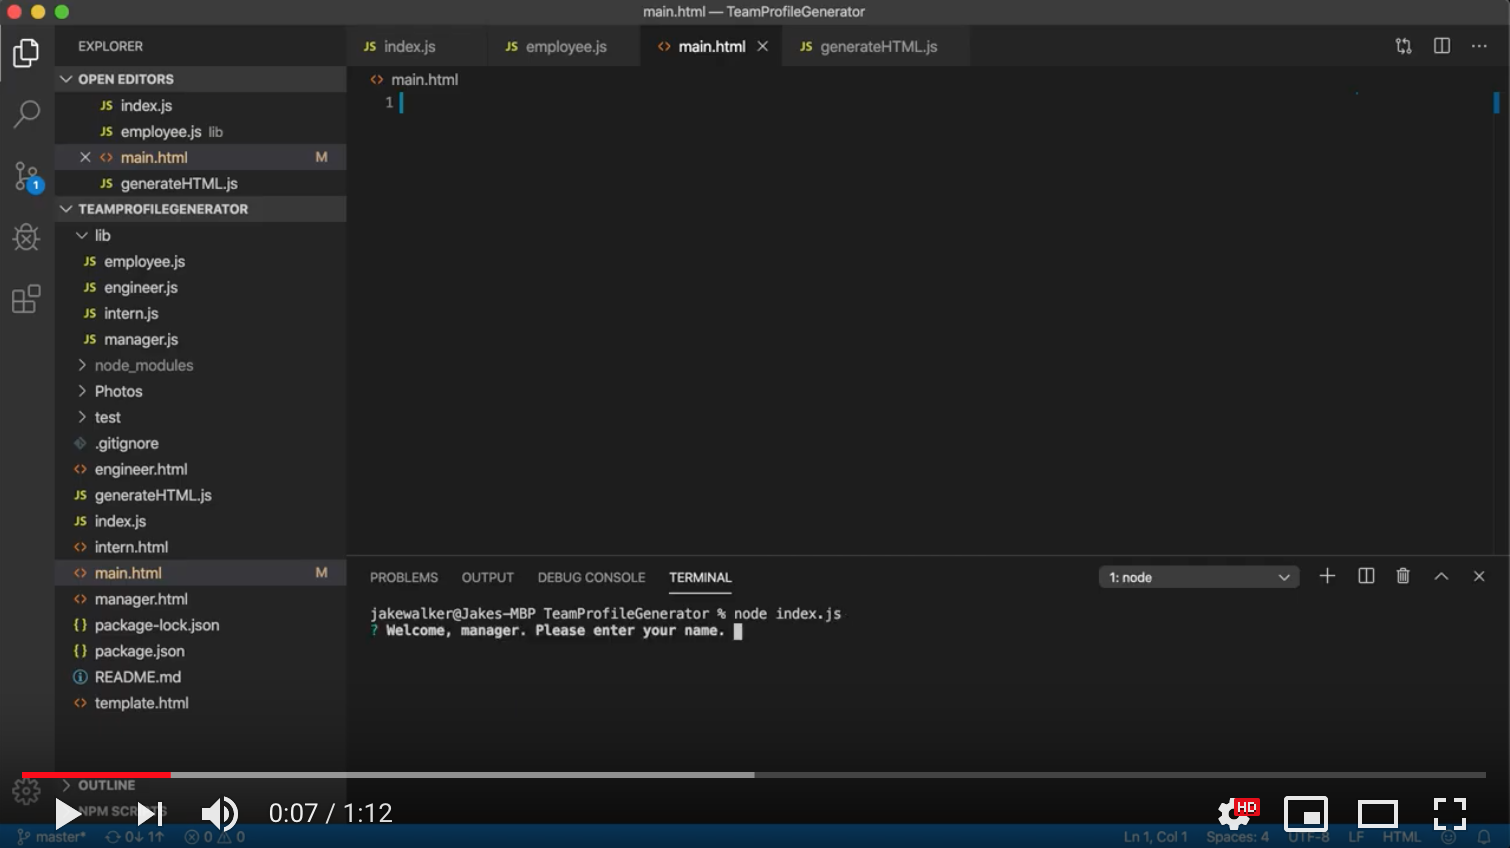 main.html — TeamProfileGenerator
EXPLORER
JS index.js
JS employee.js
main.html
JS generateHTML.js
OPEN EDITORS
JS index.js
JS employee.js lib
main.html M
JS generateHTML.js
TEAMPROFILEGENERATOR
lib
JS employee.js
JS engineer.js
JS intern.js
JS manager.js
node_modules
Photos
test
.gitignore
engineer.html
JS generateHTML.js
JS index.js
intern.html
main.html M
manager.html
{} package-lock.json
{} package.json
README.md
template.html
OUTLINE
NPM SCRIPTS
1
main.html
1
PROBLEMS OUTPUT DEBUG CONSOLE TERMINAL
1: node
jakewalker@Jakes-MBP TeamProfileGenerator % node index.js
? Welcome, manager. Please enter your name.
0:07 / 1:12
HD
master* 0↓ 1↑ 0 0
Ln 1, Col 1 Spaces: 4 UTF-8 LF HTML